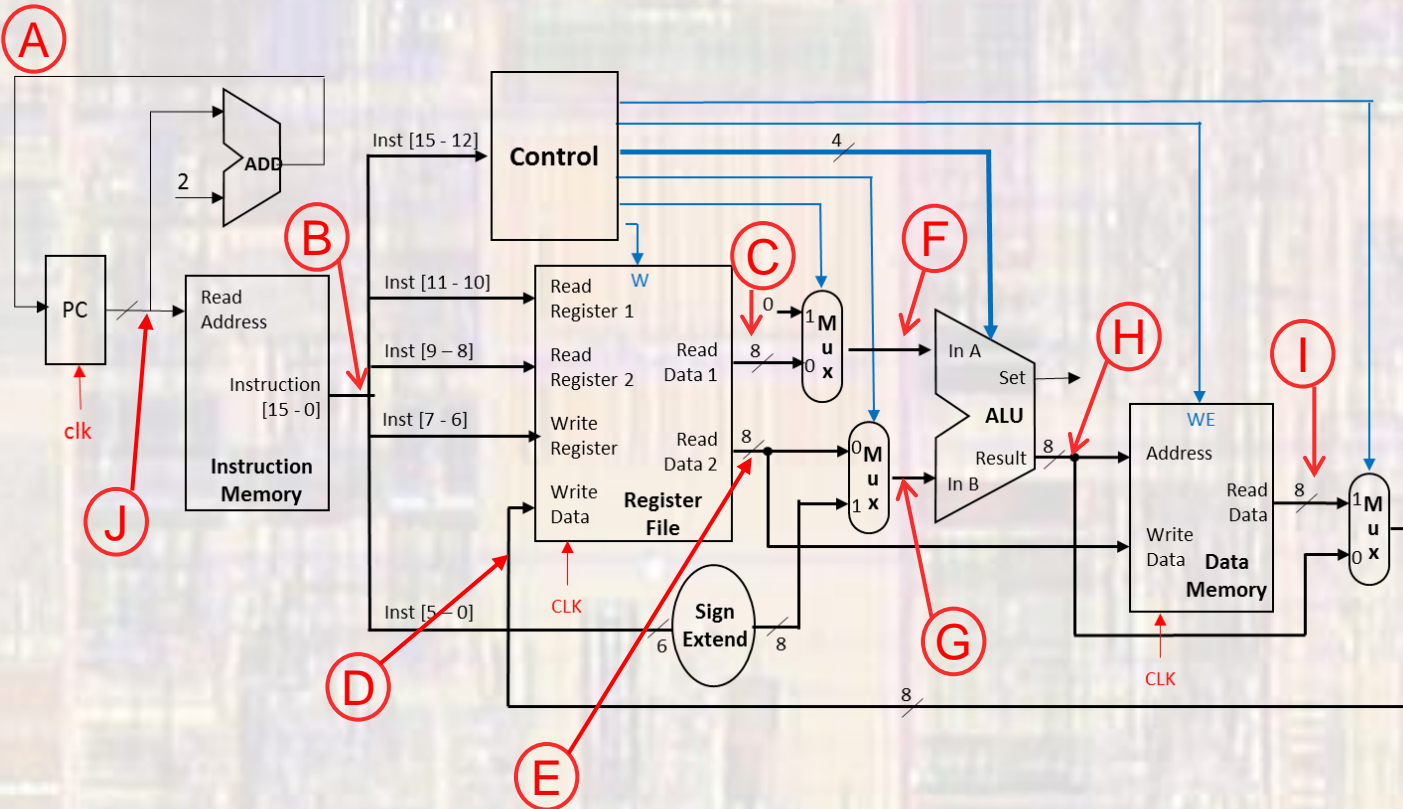 A
ADD
2
PC
clk
J
Read
Address
Instruction
[15 - 0]
Instruction
Memory
B
Inst [15 - 12]
Inst [11 - 10]
Inst [9 – 8]
Inst [7 - 6]
Inst [5 – 0]
Control
4
W
Read
Register 1
Read
Register 2
Write
Register
Write
Data
Read
Data 1
Read
Data 2
Register
File
CLK
D
E
6
Sign
Extend
8
C
8
8
0
1
0
M
u
x
0
1
M
u
x
F
G
In A
Set
ALU
Result
In B
8
H
WE
Address
Read
Data
Write
Data
Data
Memory
CLK
I
8
1
0
M
u
x
8